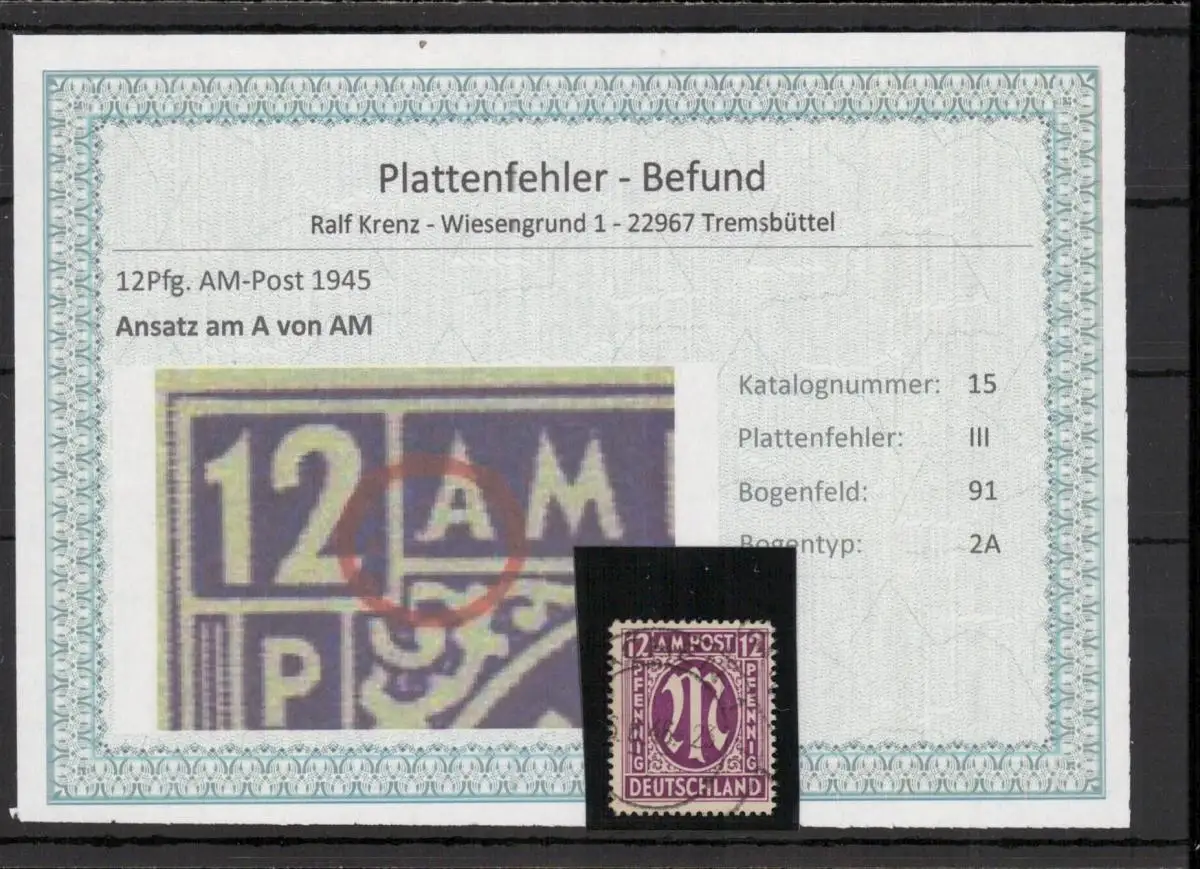 Plattenfehler - Befund
Ralf Krenz - Wiesengrund 1 - 22967 Tremsbüttel
12Pfg. AM-Post 1945
Ansatz am A von AM
Katalognummer: 15
Plattenfehler: III
Bogenfeld: 91
Bogentyp: 2A
12 AM
P
12 AM POST 12
PFENNIG
M
PFENNIG
DEUTSCHLAND